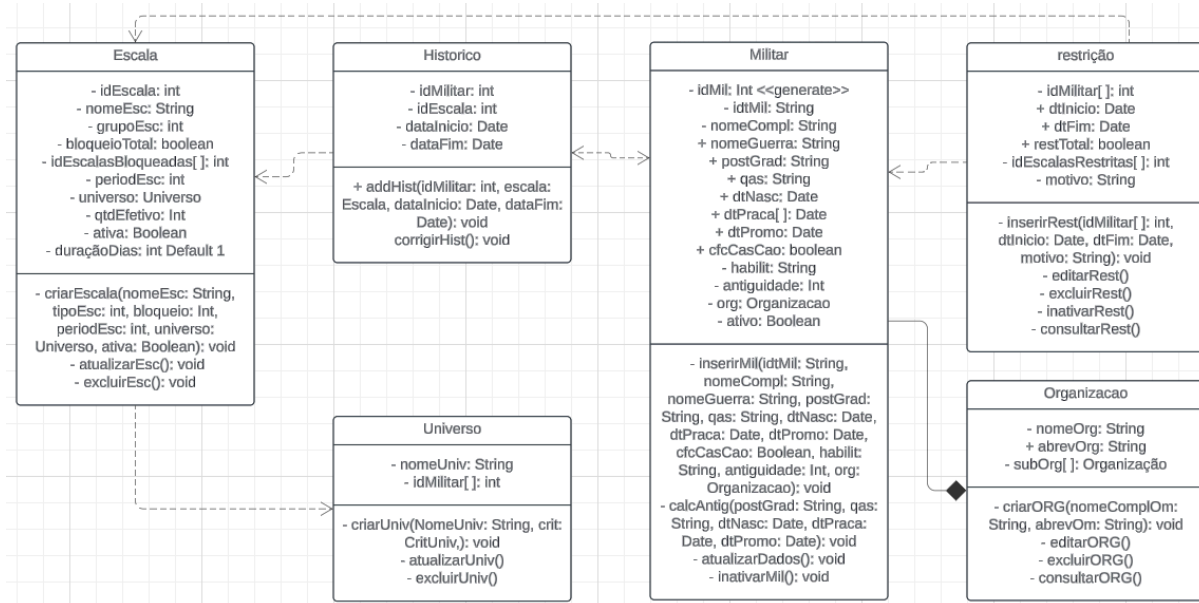 Escala
- idEscala: int
- nomeEsc: String
- grupoEsc: int
- bloqueioTotal: boolean
- idEscalasBloqueadas[ ]: int
- periodEsc: int
- universo: Universo
- qtdEfetivo: Int
- ativa: Boolean
- duraçãoDias: int Default 1
- criarEscala(nomeEsc: String,
tipoEsc: int, bloqueio: Int,
periodEsc: int, universo:
Universo, ativa: Boolean): void
- atualizarEsc(): void
- excluirEsc(): void
Historico
- idMilitar: int
- idEscala: int
- dataInicio: Date
- dataFim: Date
+ addHist(idMilitar: int, escala:
Escala, dataInicio: Date, dataFim:
Date): void
corrigirHist(): void
Universo
- nomeUniv: String
- idMilitar[ ]: int
- criarUniv(NomeUniv: String, crit:
CritUniv,): void
- atualizarUniv()
- excluirUniv()
Militar
- idMil: Int <<generate>>
- idtMil: String
- nomeCompl: String
+ nomeGuerra: String
+ postGrad: String
+ qas: String
+ dtNasc: Date
+ dtPraca[ ]: Date
+ dtPromo: Date
+ cfcCasCao: boolean
- habilit: String
- antiguidade: Int
- org: Organizacao
- ativo: Boolean
- inserirMil(idtMil: String,
nomeCompl: String,
nomeGuerra: String, postGrad:
String, qas: String, dtNasc: Date,
dtPraca: Date, dtPromo: Date,
cfcCasCao: Boolean, habilit:
String, antiguidade: Int, org:
Organizacao): void
- calcAntig(postGrad: String, qas:
String, dtNasc: Date, dtPraca:
Date, dtPromo: Date): void
- atualizarDados(): void
- inativarMil(): void
restrição
- idMilitar[ ]: int
+ dtInicio: Date
+ dtFim: Date
+ restTotal: boolean
- idEscalasRestritas[ ]: int
- motivo: String
- inserirRest(idMilitar[ ]: int,
dtInicio: Date, dtFim: Date,
motivo: String): void
- editarRest()
- excluirRest()
- inativarRest()
- consultarRest()
Organizacao
- nomeOrg: String
+ abrevOrg: String
- subOrg[ ]: Organização
- criarORG(nomeComplOm:
String, abrevOm: String): void
- editarORG()
- excluirORG()
- consultarORG()